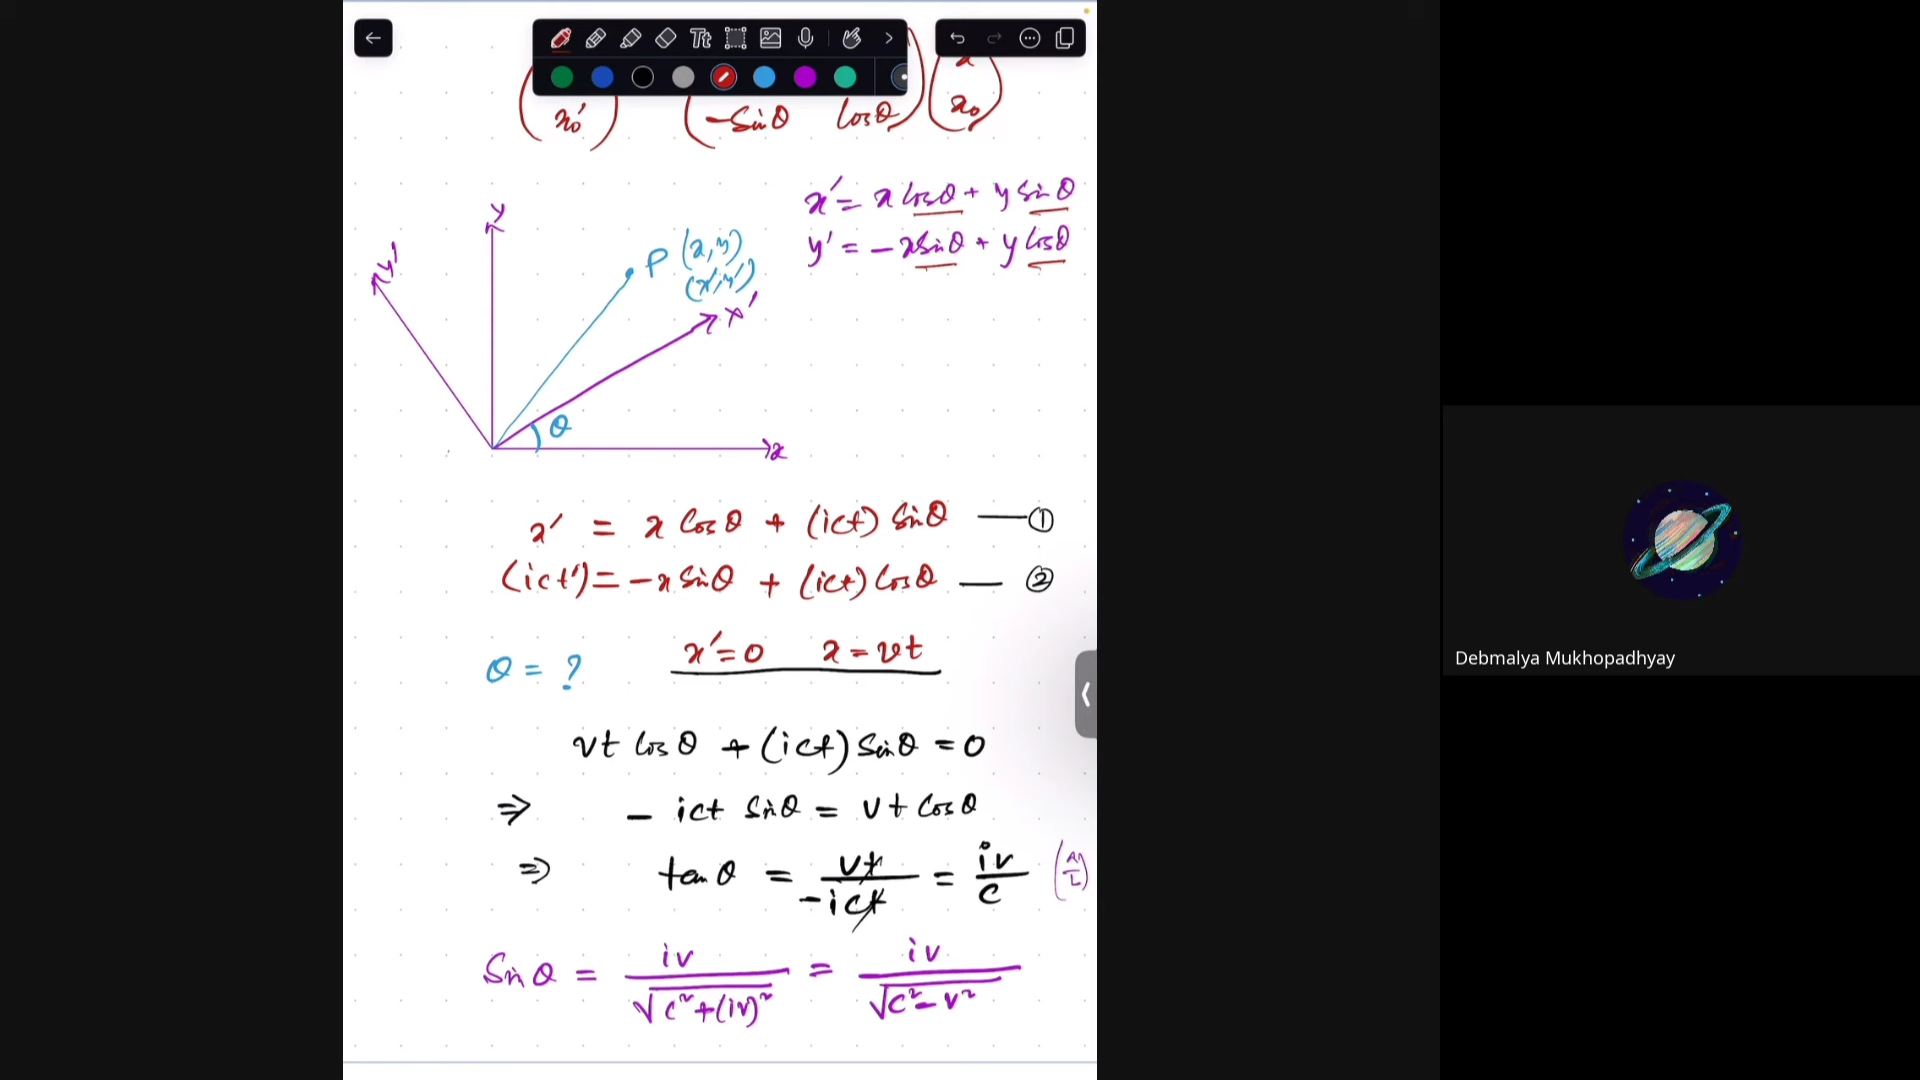 x₀′ -Sinθ Cosθ x x₀
x′ = x Cosθ + y Sinθ
y′ = -xSinθ + y Cosθ
y
y′
P (x,y)
(x′,y′)
x′
θ
x
x′ = x Cosθ + (ict) Sinθ —①
(ict′) = -x Sinθ + (ict) Cosθ — ②
θ = ? x′=0 x = vt
vt Cosθ + (ict) Sinθ = 0
⇒ - ict Sinθ = vt Cosθ
⇒ tanθ = vt/-ict = iv/c
Sinθ = iv/√c²+(iv)² = iv/√c²-v²
Tt
Debmalya Mukhopadhyay